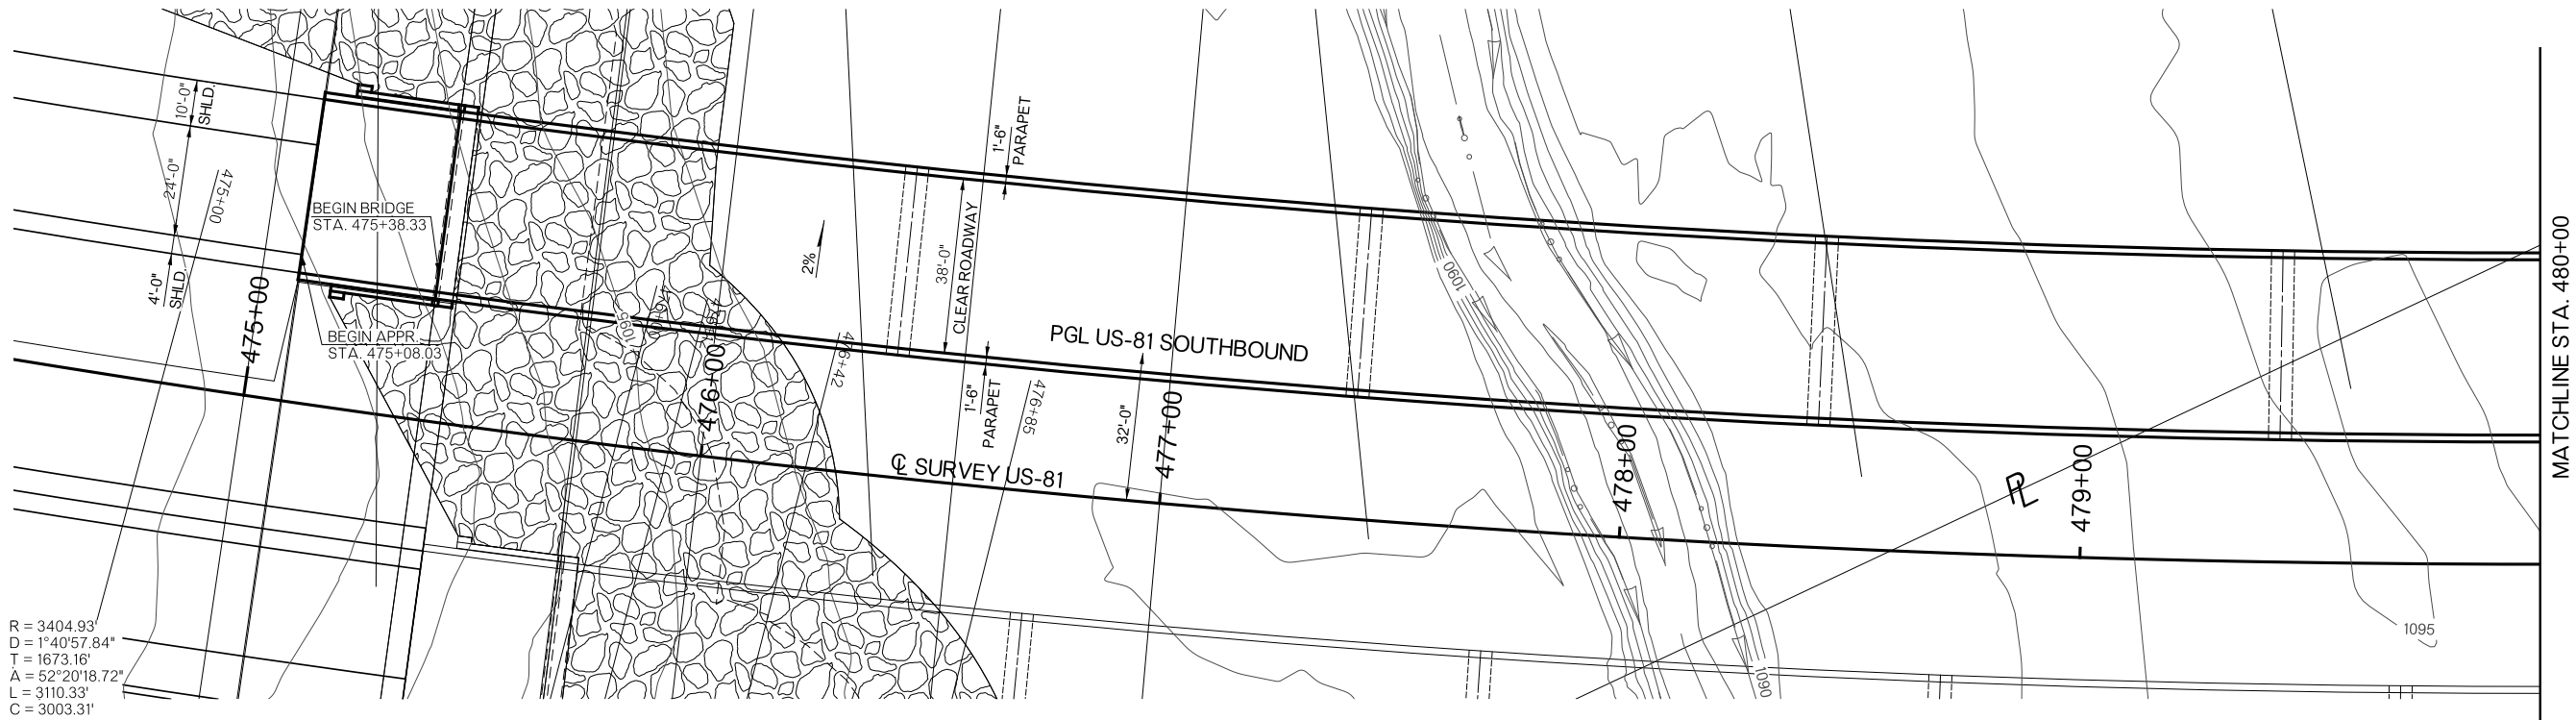 10'-0"
SHLD.
24'-0"
475+00
4'-0"
SHLD.
475+00
BEGIN BRIDGE
STA. 475+38.33
BEGIN APPR.
STA. 475+08.03
1095
476+00
476+42
2%
38'-0"
CLEAR ROADWAY
1'-6"
PARAPET
1'-6"
PARAPET
476+85
PGL US-81 SOUTHBOUND
32'-0"
477+00
℄ SURVEY US-81
1090
478+00
PL
479+00
1095
1090
MATCHLINE STA. 480+00
R = 3404.93'
D = 1°40'57.84"
T = 1673.16'
A = 52°20'18.72"
L = 3110.33'
C = 3003.31'